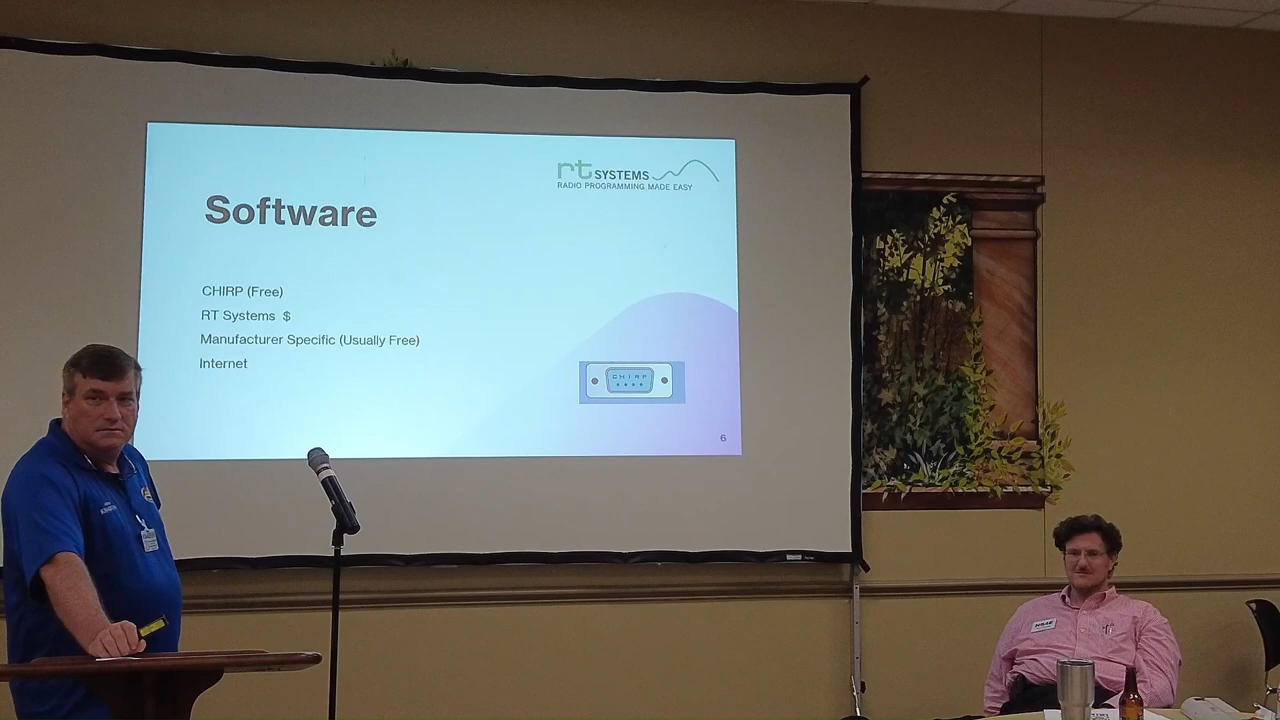 rt SYSTEMS
RADIO PROGRAMMING MADE EASY
Software
CHIRP (Free)
RT Systems $
Manufacturer Specific (Usually Free)
Internet
CHIRP
6